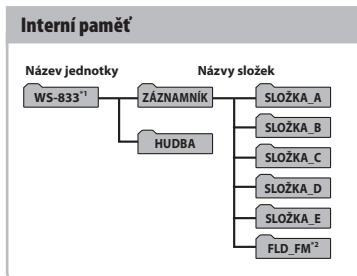 Interní paměť
Název jednotky Názvy složek
WS-833*1 ZÁZNAMNÍK SLOŽKA_A
SLOŽKA_B
HUDBA
SLOŽKA_C
SLOŽKA_D
SLOŽKA_E
FLD_FM*2